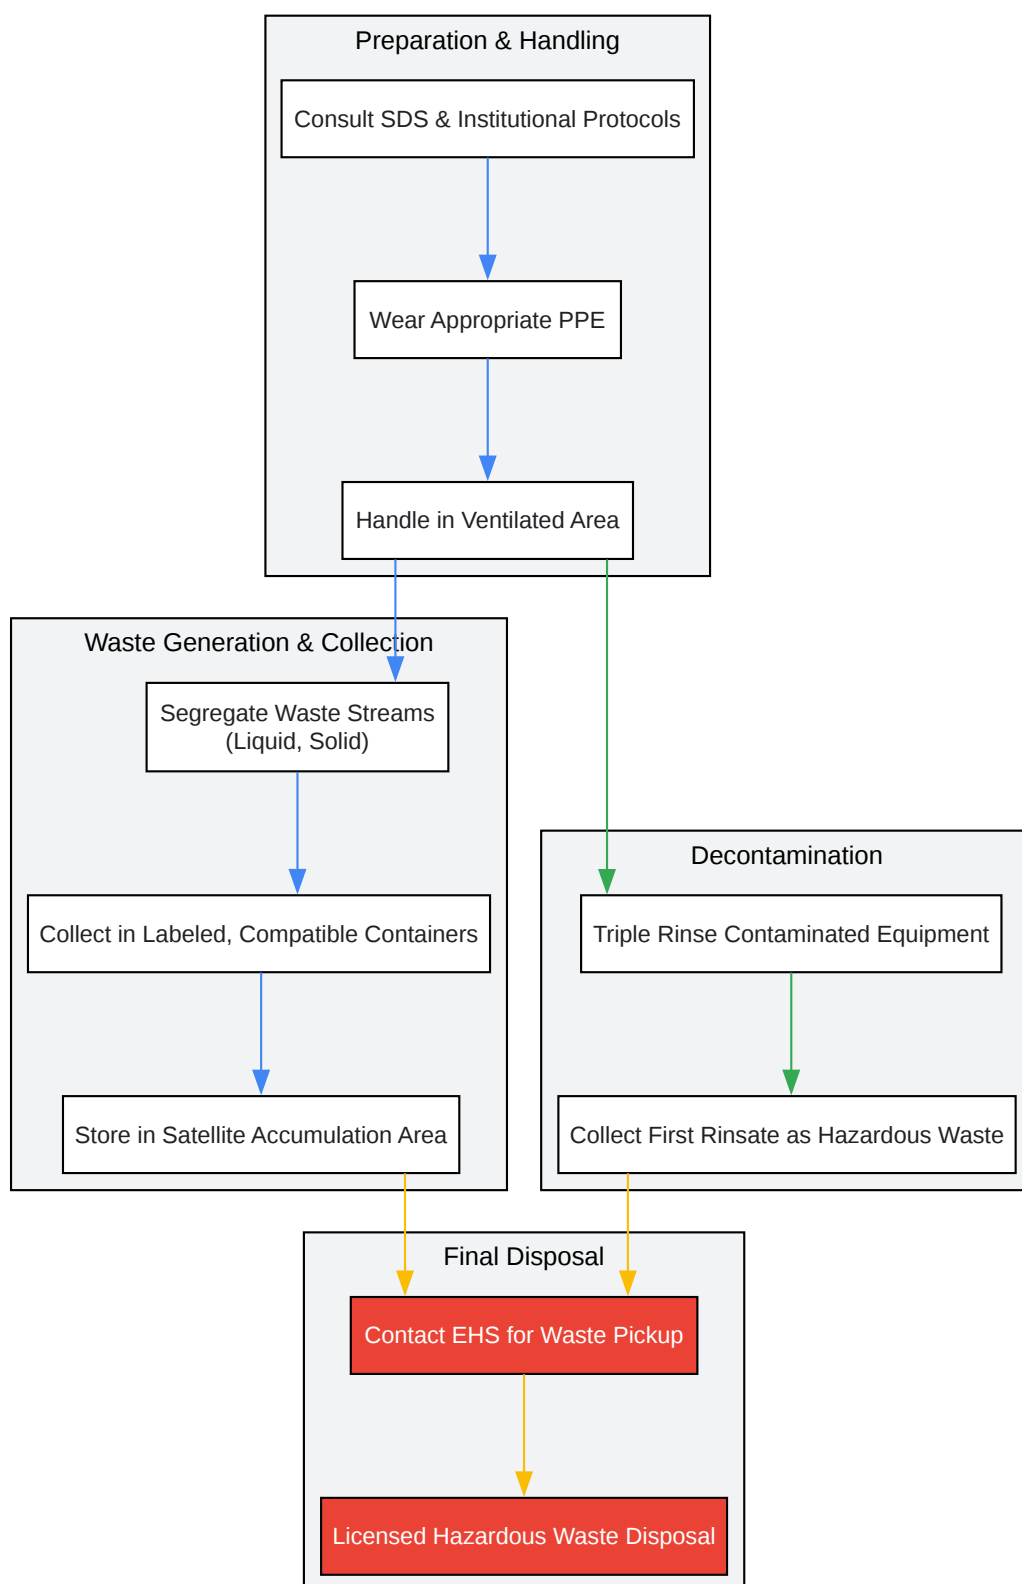 Preparation & Handling
Consult SDS & Institutional Protocols
Wear Appropriate PPE
Handle in Ventilated Area
Waste Generation & Collection
Segregate Waste Streams
(Liquid, Solid)
Collect in Labeled, Compatible Containers
Store in Satellite Accumulation Area
Decontamination
Triple Rinse Contaminated Equipment
Collect First Rinsate as Hazardous Waste
Final Disposal
Contact EHS for Waste Pickup
Licensed Hazardous Waste Disposal